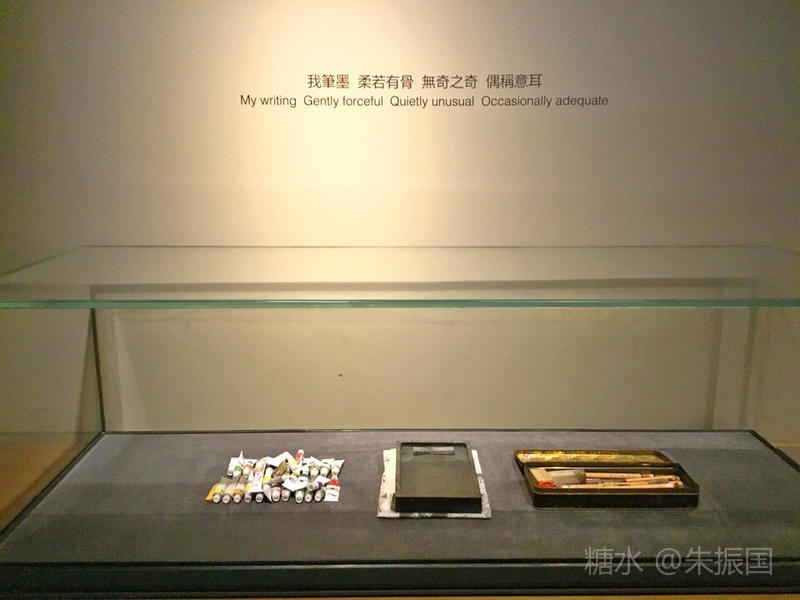 我筆墨 柔若有骨 無奇之奇 偶稱意耳
My writing Gently forceful Quietly unusual Occasionally adequate
糖水 @朱振国